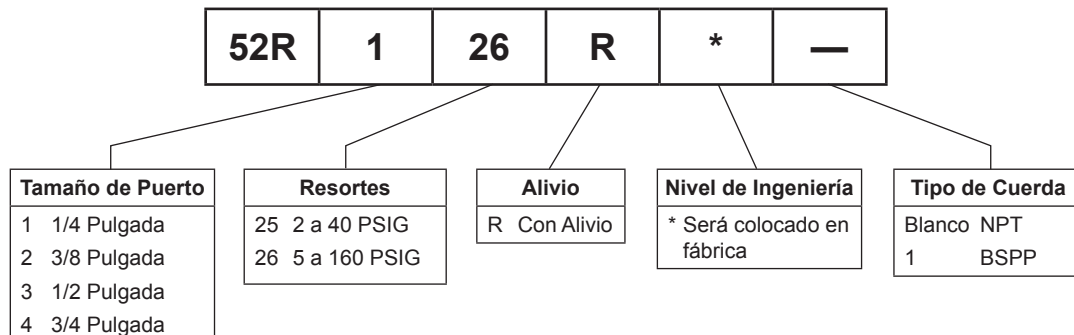 52R 1 26 R * —
Tamaño de Puerto
1 1/4 Pulgada
2 3/8 Pulgada
3 1/2 Pulgada
4 3/4 Pulgada
Resortes
25 2 a 40 PSIG
26 5 a 160 PSIG
Alivio
R Con Alivio
Nivel de Ingeniería
* Será colocado en
fábrica
Tipo de Cuerda
Blanco NPT
1 BSPP